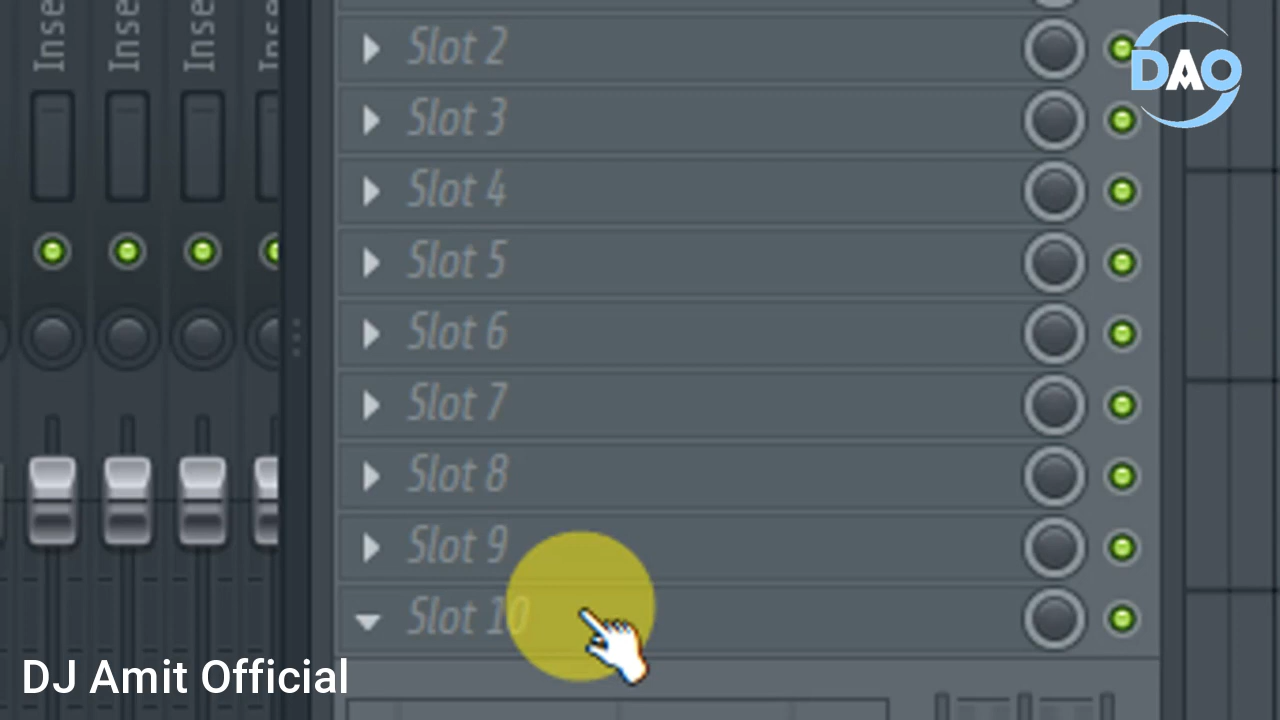 Inse
Inse
Inse
Slot 2
Slot 3
Slot 4
Slot 5
Slot 6
Slot 7
Slot 8
Slot 9
Slot 10
DAO
DJ Amit Official